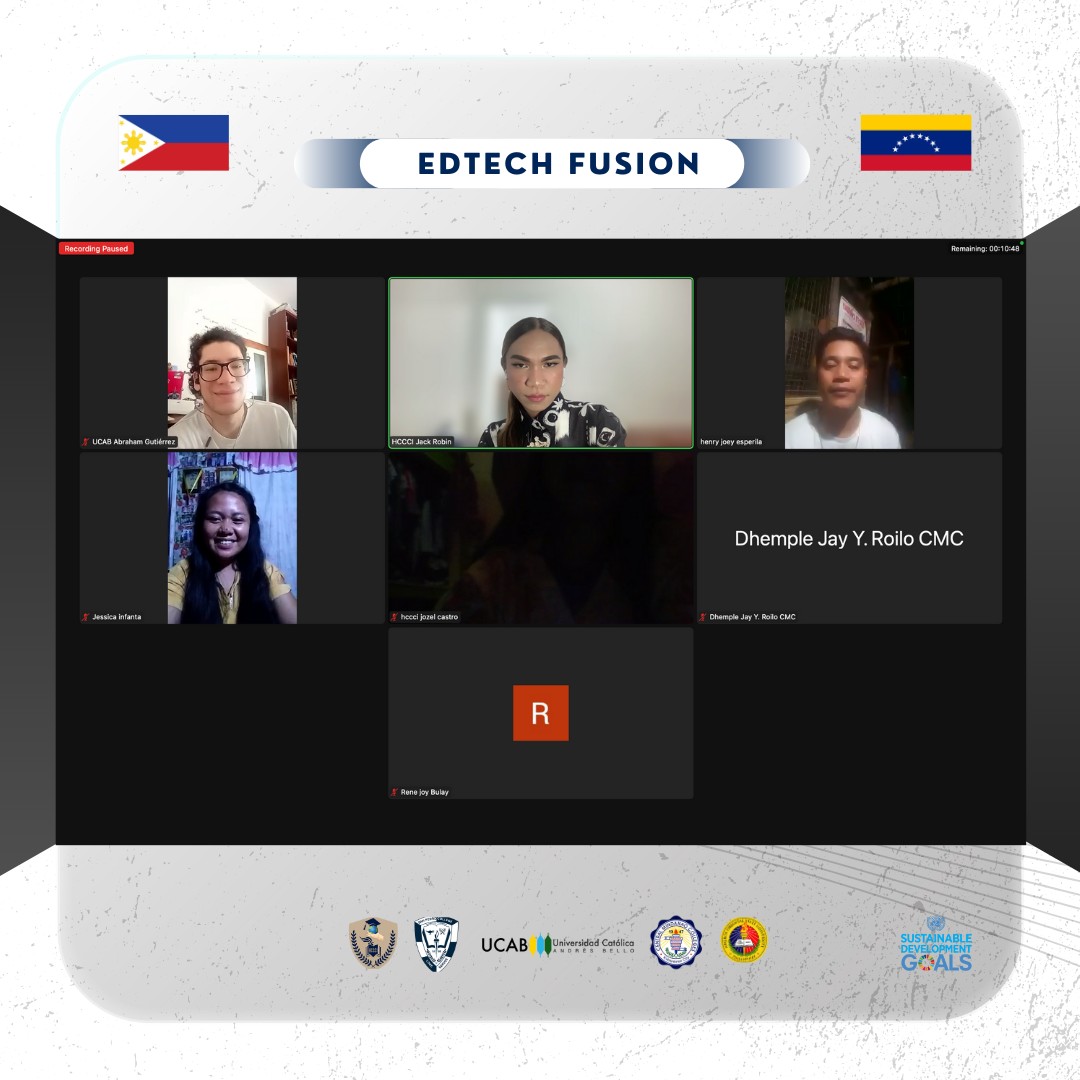 EDTECH FUSION
Recording Paused
Remaining: 00:10:48
UCAB Abraham Gutiérrez
HCCCI Jack Robin
henry joey esperila
Jessica infanta
hccci jozel castro
Dhemple Jay Y. Roilo CMC
Dhemple Jay Y. Roilo CMC
R
Rene joy Bulay
UCAB
Universidad Católica
ANDRÉS BELLO
SUSTAINABLE
DEVELOPMENT
GOALS